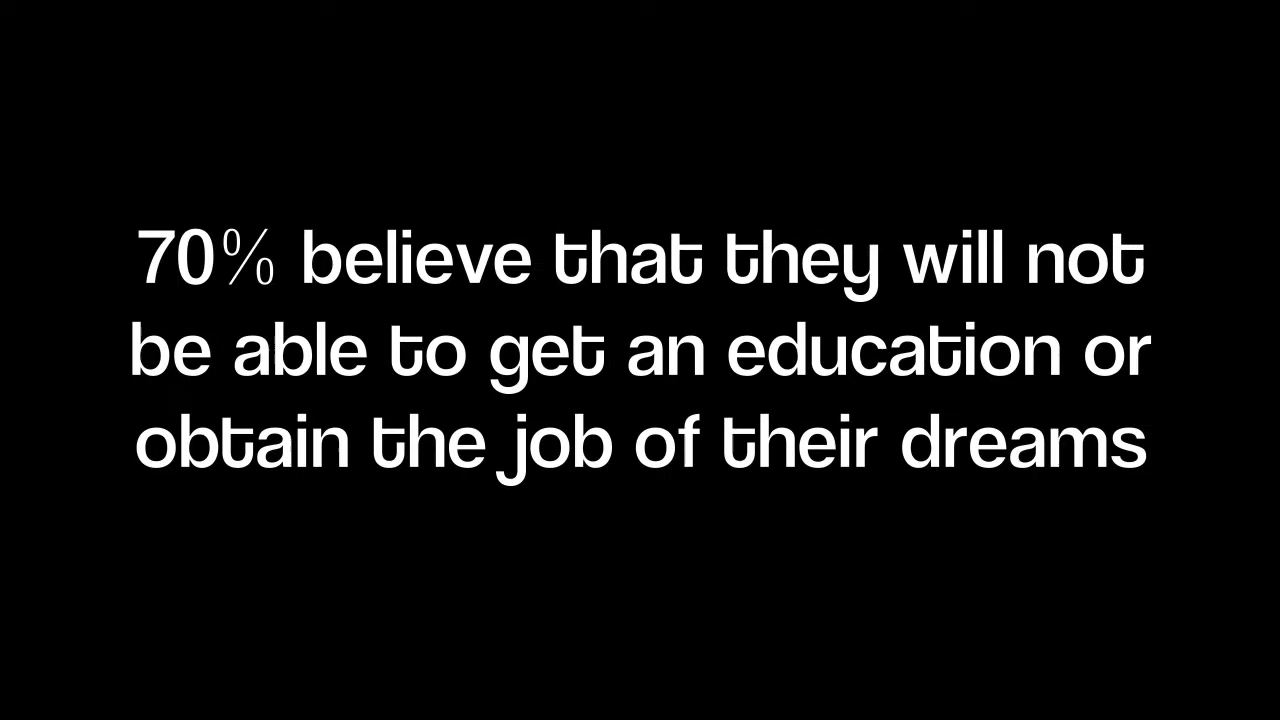 70% believe that they will not
be able to get an education or
obtain the job of their dreams